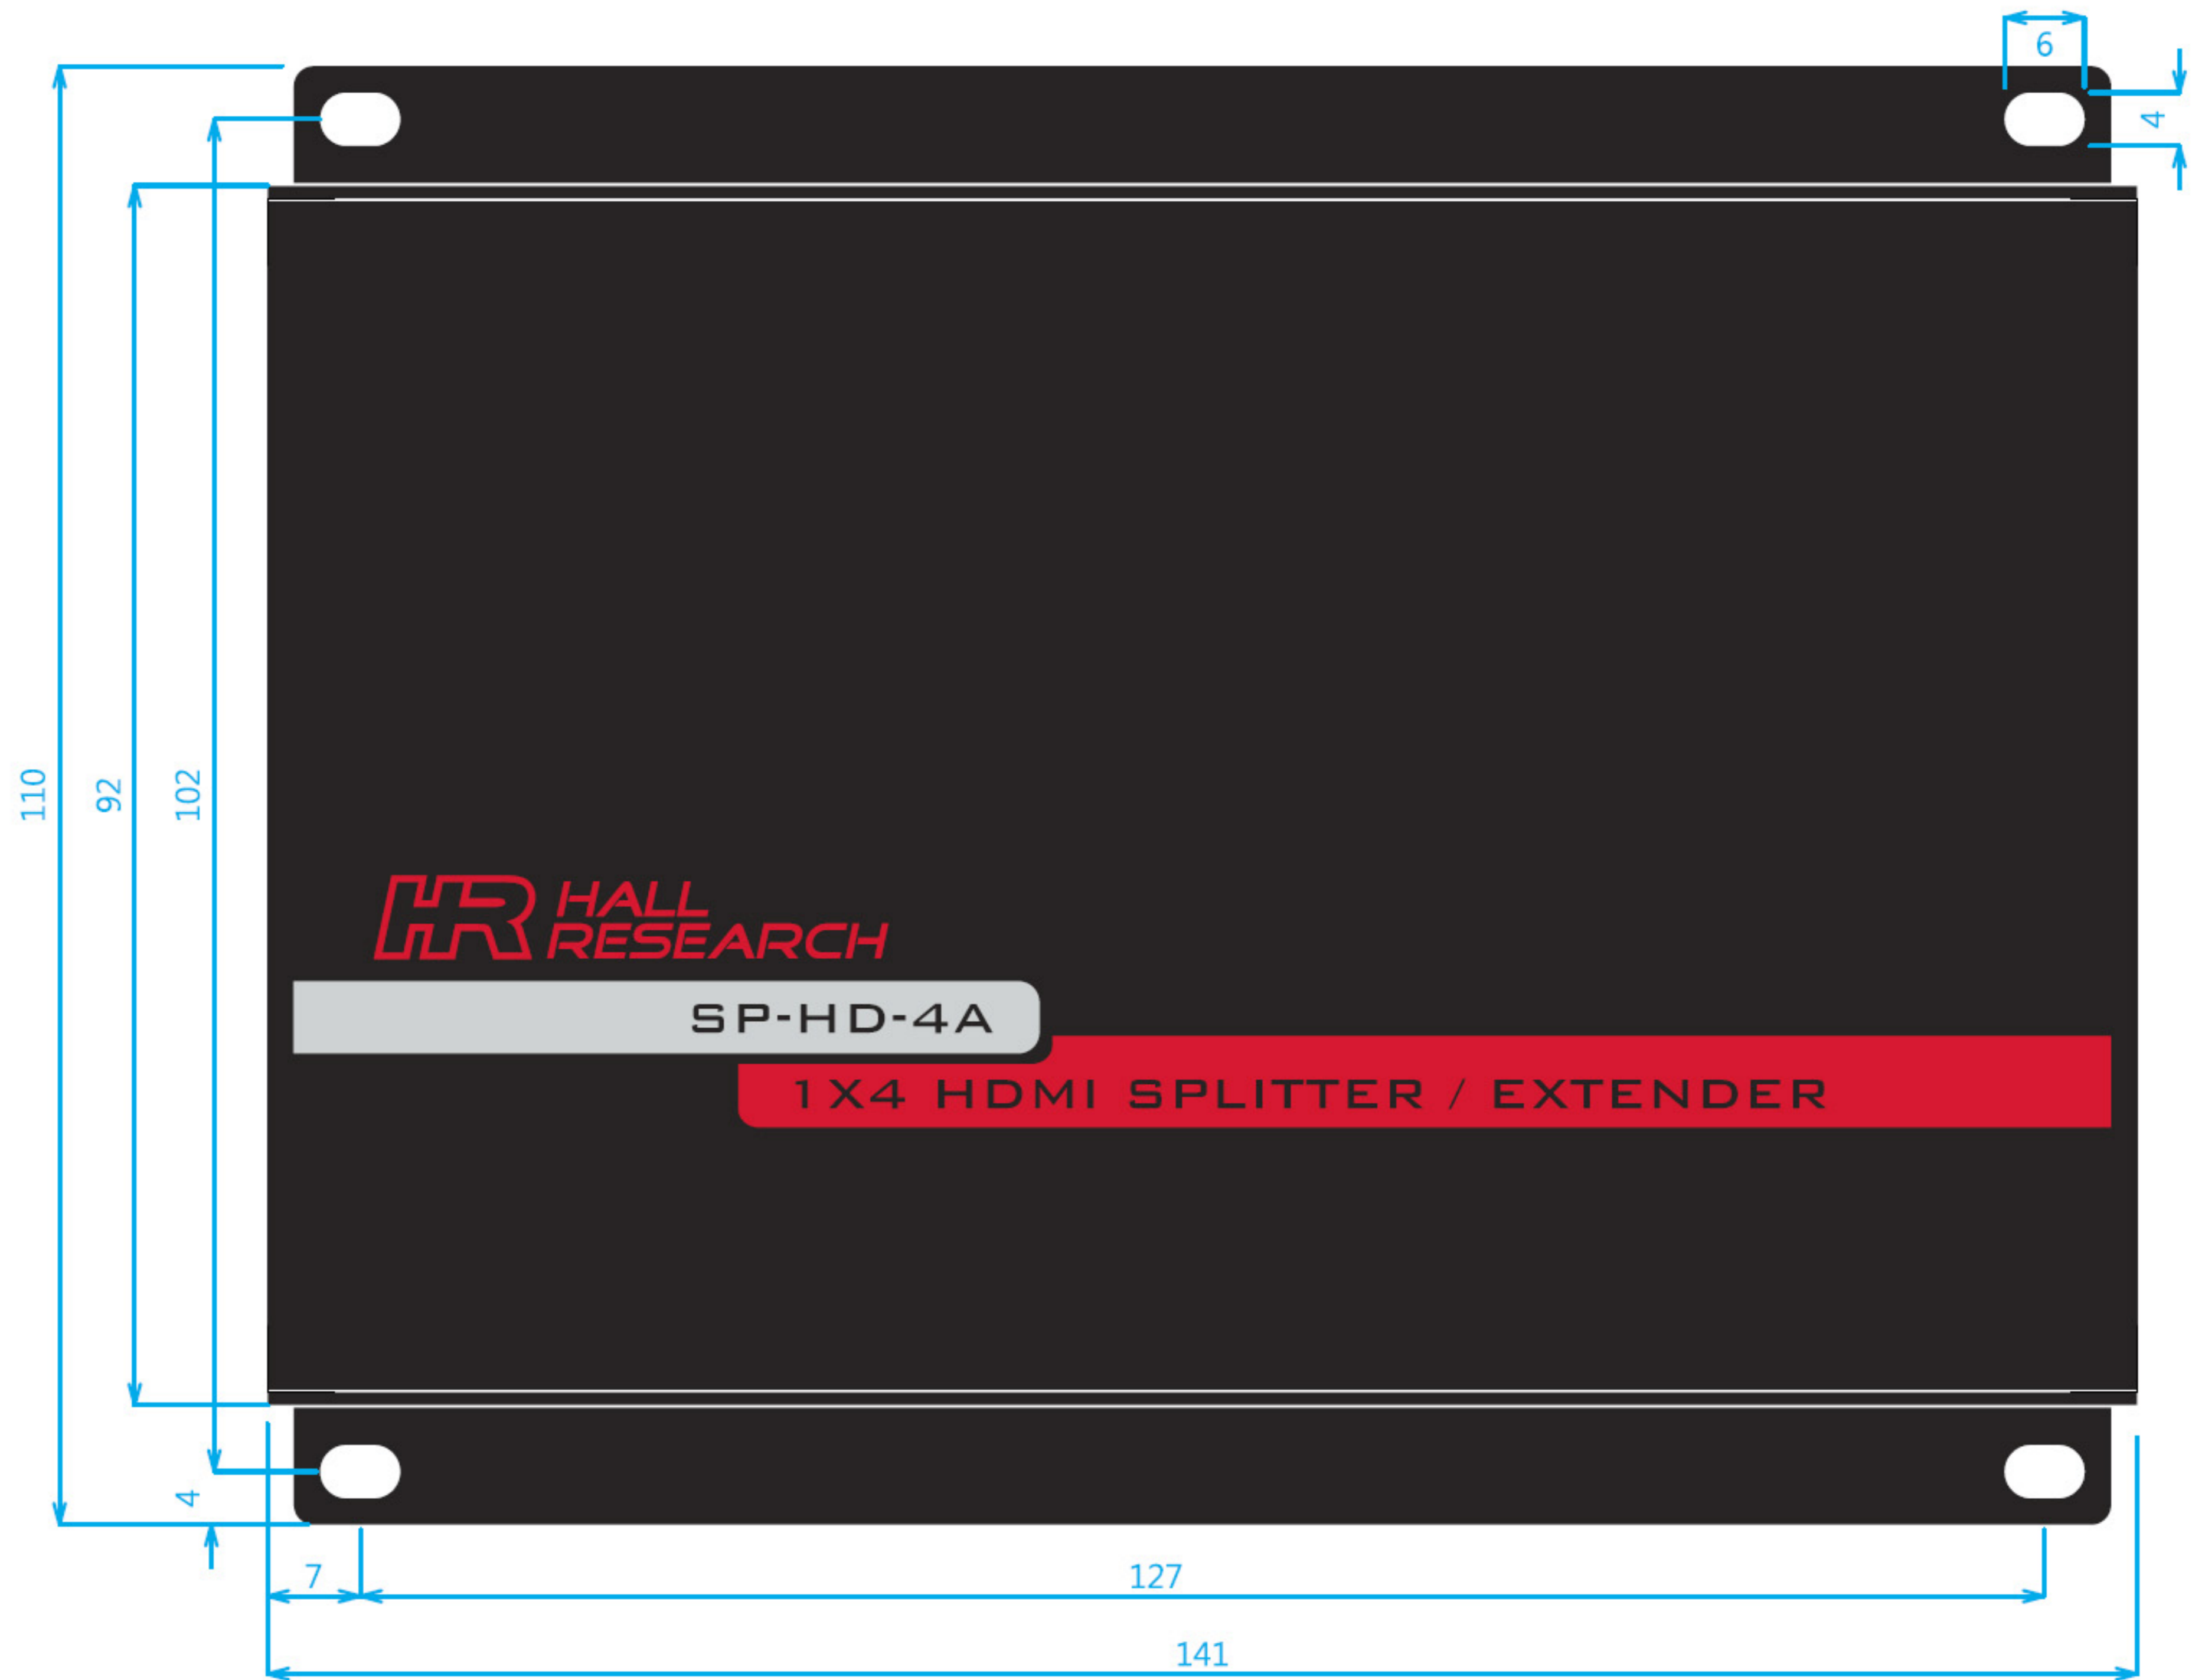 6
4
110
92
102
HR HALL
RESEARCH
SP-HD-4A
1X4 HDMI SPLITTER / EXTENDER
4
7
127
141